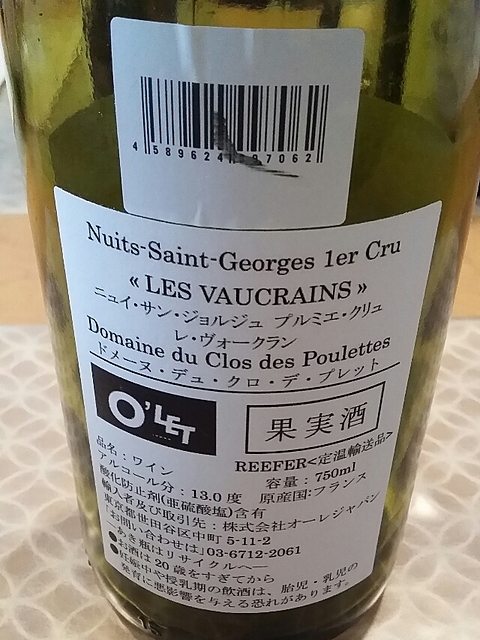 Nuits-Saint-Georges 1er Cru
« LES VAUCRAINS »
ニュイ・サン・ジョルジュ プルミエ・クリュ
レ・ヴォークラン
Domaine du Clos des Poulettes
ドメーヌ・デュ・クロ・デ・プレット
O'LET
果実酒
REEFER<定温輸送品>
品名：ワイン
容量：750ml
アルコール分：13.0 度 原産国:フランス
酸化防止剤(亜硫酸塩)含有
輸入者及び取引先：株式会社オーレジャパン
東京都世田谷区中町 5-11-2
｢お問い合わせは｣03-6712-2061
―あき瓶はリサイクルへ―
●お酒は 20 歳をすぎてから
●妊娠中や授乳期の飲酒は、胎児・乳児の
発育に悪影響を与える恐れがあります。